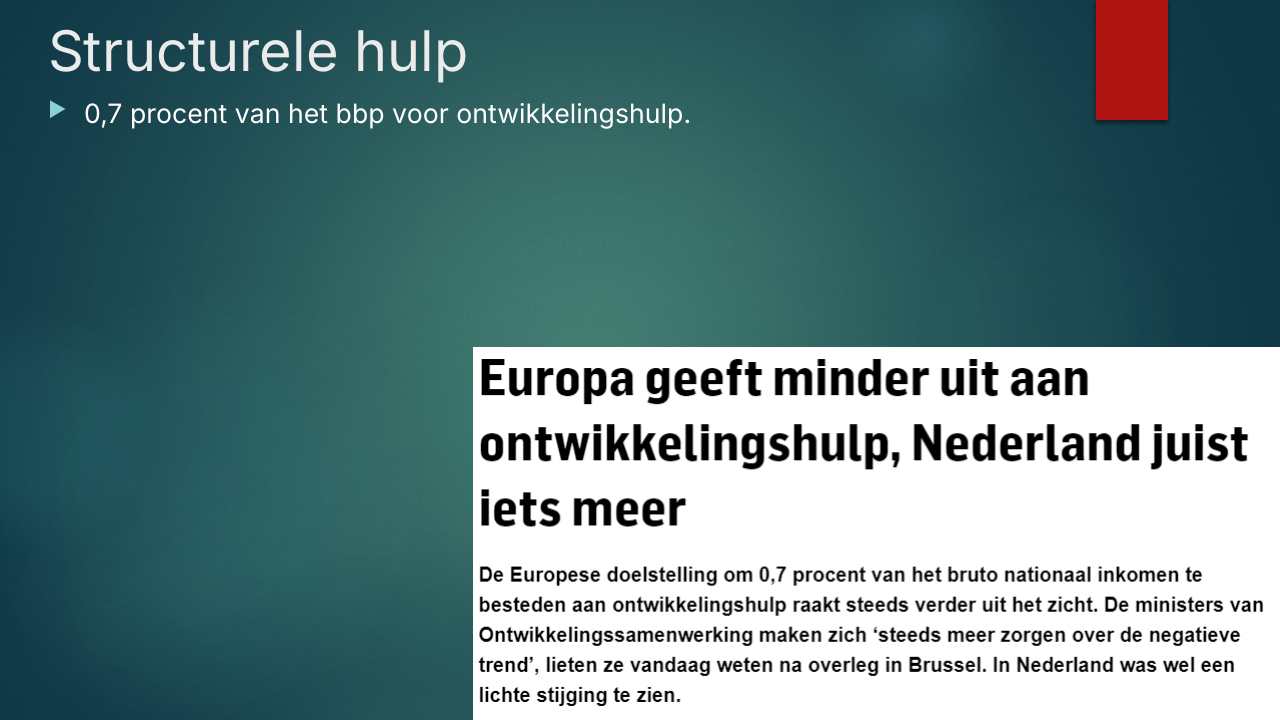 Structurele hulp
0,7 procent van het bbp voor ontwikkelingshulp.
Europa geeft minder uit aan
ontwikkelingshulp, Nederland juist
iets meer
De Europese doelstelling om 0,7 procent van het bruto nationaal inkomen te
besteden aan ontwikkelingshulp raakt steeds verder uit het zicht. De ministers van
Ontwikkelingssamenwerking maken zich ‘steeds meer zorgen over de negatieve
trend’, lieten ze vandaag weten na overleg in Brussel. In Nederland was wel een
lichte stijging te zien.